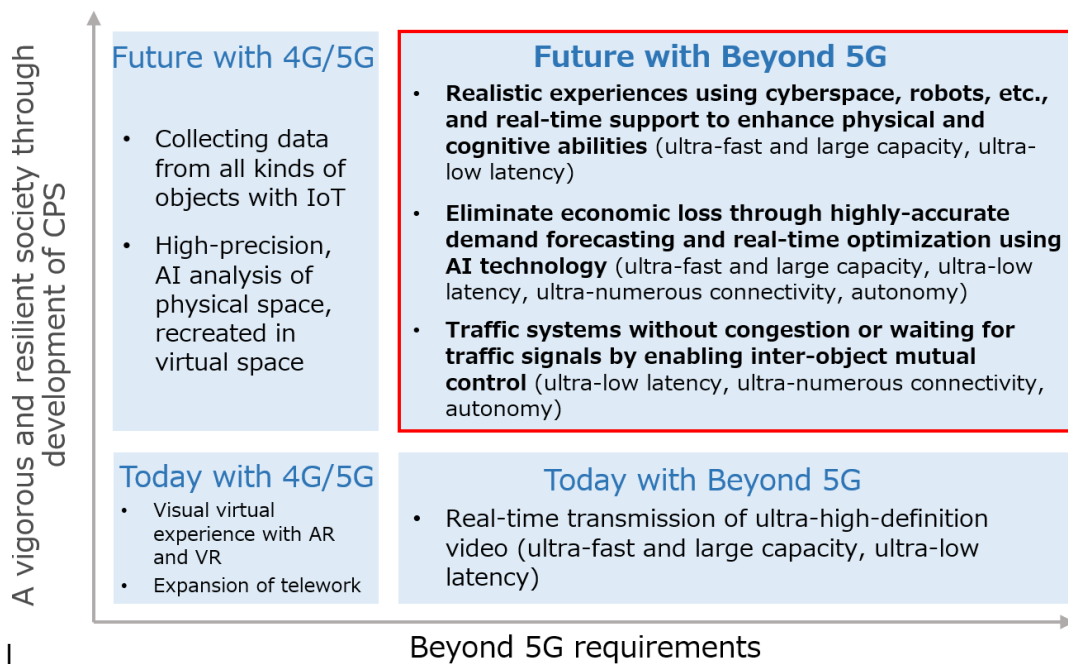 A vigorous and resilient society through
development of CPS
Future with 4G/5G
• Collecting data
from all kinds of
objects with IoT
• High-precision,
AI analysis of
physical space,
recreated in
virtual space
Future with Beyond 5G
• Realistic experiences using cyberspace, robots, etc.,
and real-time support to enhance physical and
cognitive abilities (ultra-fast and large capacity, ultra-
low latency)
• Eliminate economic loss through highly-accurate
demand forecasting and real-time optimization using
AI technology (ultra-fast and large capacity, ultra-low
latency, ultra-numerous connectivity, autonomy)
• Traffic systems without congestion or waiting for
traffic signals by enabling inter-object mutual
control (ultra-low latency, ultra-numerous connectivity,
autonomy)
Today with 4G/5G
• Visual virtual
experience with AR
and VR
• Expansion of telework
Today with Beyond 5G
• Real-time transmission of ultra-high-definition
video (ultra-fast and large capacity, ultra-low
latency)
Beyond 5G requirements